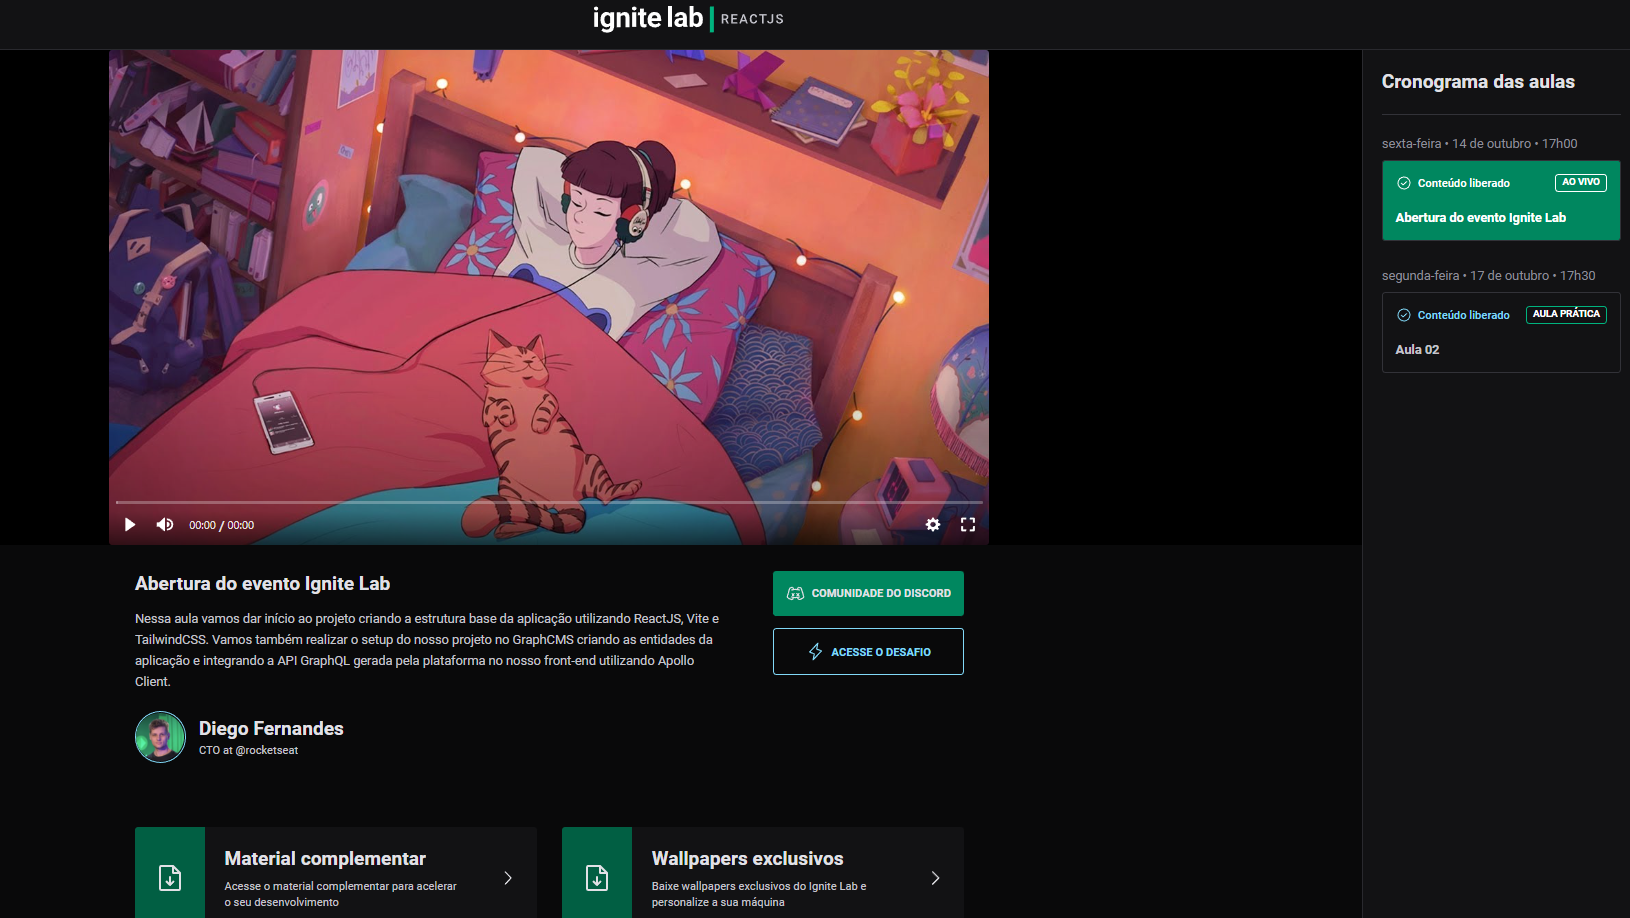 ignite lab REACTJS
00:00 / 00:00
Abertura do evento Ignite Lab
Nessa aula vamos dar início ao projeto criando a estrutura base da aplicação utilizando ReactJS, Vite e
TailwindCSS. Vamos também realizar o setup do nosso projeto no GraphCMS criando as entidades da
aplicação e integrando a API GraphQL gerada pela plataforma no nosso front-end utilizando Apollo
Client.
COMUNIDADE DO DISCORD
ACESSE O DESAFIO
Diego Fernandes
CTO at @rocketseat
Material complementar
Acesse o material complementar para acelerar
o seu desenvolvimento
Wallpapers exclusivos
Baixe wallpapers exclusivos do Ignite Lab e
personalize a sua máquina
Cronograma das aulas
sexta-feira • 14 de outubro • 17h00
Conteúdo liberado AO VIVO
Abertura do evento Ignite Lab
segunda-feira • 17 de outubro • 17h30
Conteúdo liberado AULA PRÁTICA
Aula 02